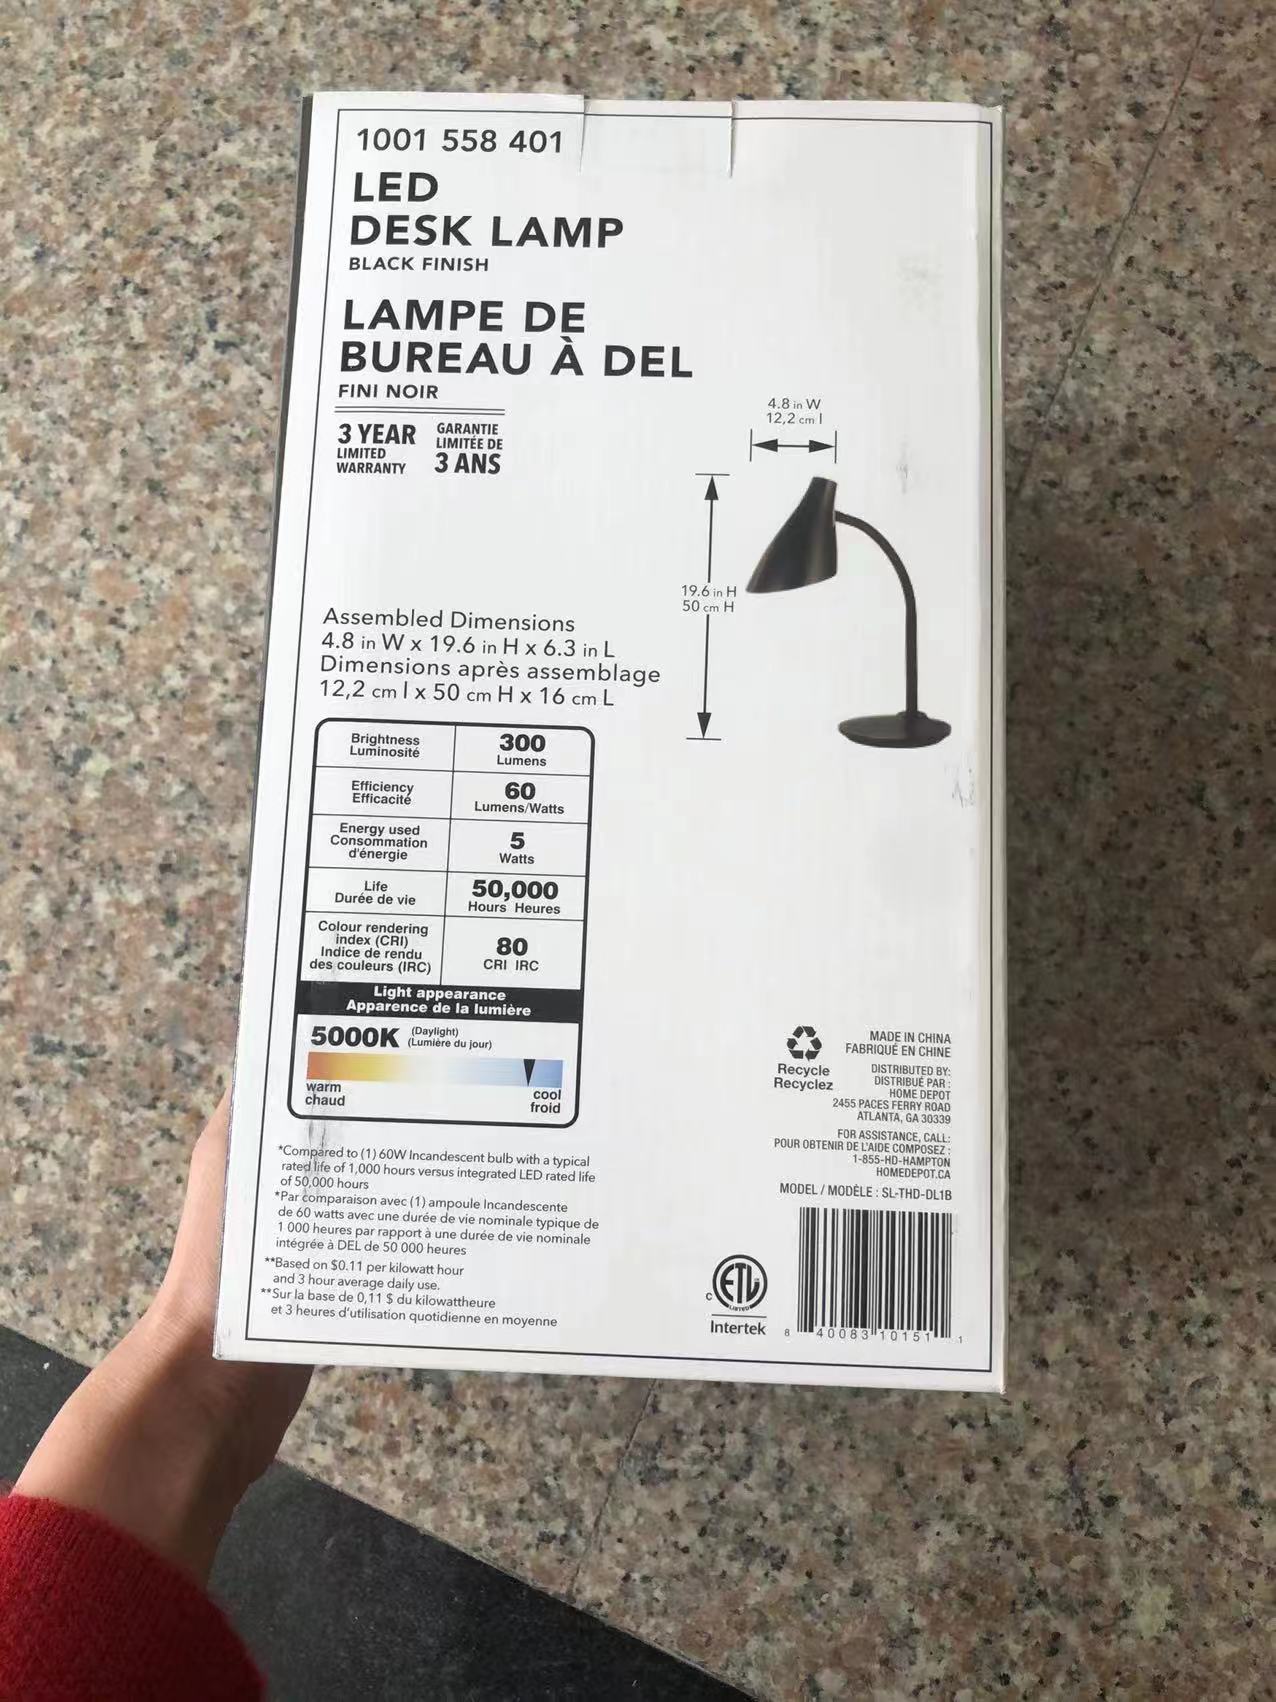 1001 558 401
LED
DESK LAMP
BLACK FINISH
LAMPE DE
BUREAU À DEL
FINI NOIR
3 YEAR
LIMITED
WARRANTY
GARANTIE
LIMITÉE DE
3 ANS
4.8 in W
12,2 cm l
19.6 in H
50 cm H
Assembled Dimensions
4.8 in W x 19.6 in H x 6.3 in L
Dimensions après assemblage
12,2 cm l x 50 cm H x 16 cm L
Brightness
Luminosité
300
Lumens
Efficiency
Efficacité
60
Lumens/Watts
Energy used
Consommation
d'énergie
5
Watts
Life
Durée de vie
50,000
Hours Heures
Colour rendering
index (CRI)
Indice de rendu
des couleurs (IRC)
80
CRI IRC
Light appearance
Apparence de la lumière
5000K
(Daylight)
(Lumière du jour)
warm
chaud
cool
froid
*Compared to (1) 60W Incandescent bulb with a typical
rated life of 1,000 hours versus integrated LED rated life
of 50,000 hours
*Par comparaison avec (1) ampoule Incandescente
de 60 watts avec une durée de vie nominale typique de
1 000 heures par rapport à une durée de vie nominale
intégrée à DEL de 50 000 heures
**Based on $0.11 per kilowatt hour
and 3 hour average daily use.
**Sur la base de 0,11 $ du kilowattheure
et 3 heures d'utilisation quotidienne en moyenne
Recycle
Recyclez
MADE IN CHINA
FABRIQUÉ EN CHINE
DISTRIBUTED BY:
DISTRIBUÉ PAR :
HOME DEPOT
2455 PACES FERRY ROAD
ATLANTA, GA 30339
FOR ASSISTANCE, CALL:
POUR OBTENIR DE L'AIDE COMPOSEZ :
1-855-HD-HAMPTON
HOMEDEPOT.CA
MODEL / MODÈLE : SL-THD-DL1B
C
ETL
LISTED
Intertek
8 40083 10151 1